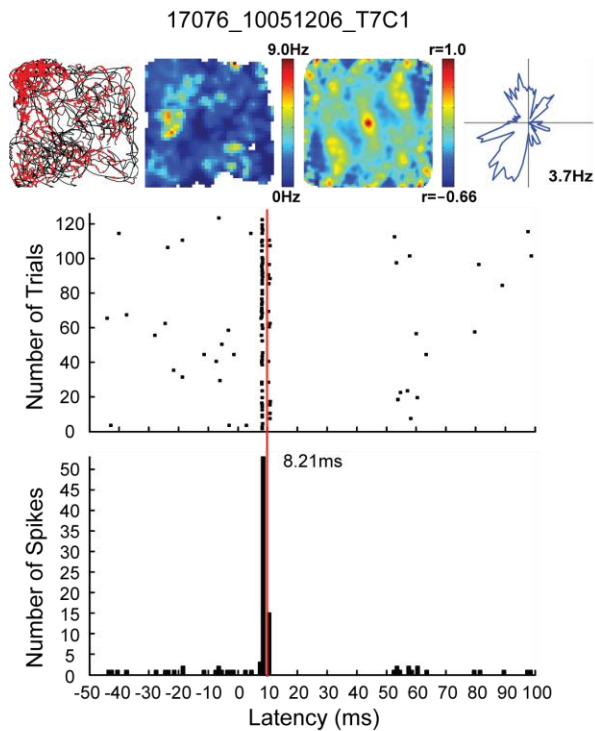 17076_10051206_T7C1
9.0Hz r=1.0
3.7Hz
0Hz r=−0.66
Number of Trials
120
100
80
60
40
20
0
8.21ms
Number of Spikes
50
45
40
35
30
25
20
15
10
5
0
-50 -40 -30 -20 -10 0 10 20 30 40 50 60 70 80 90 100
Latency (ms)